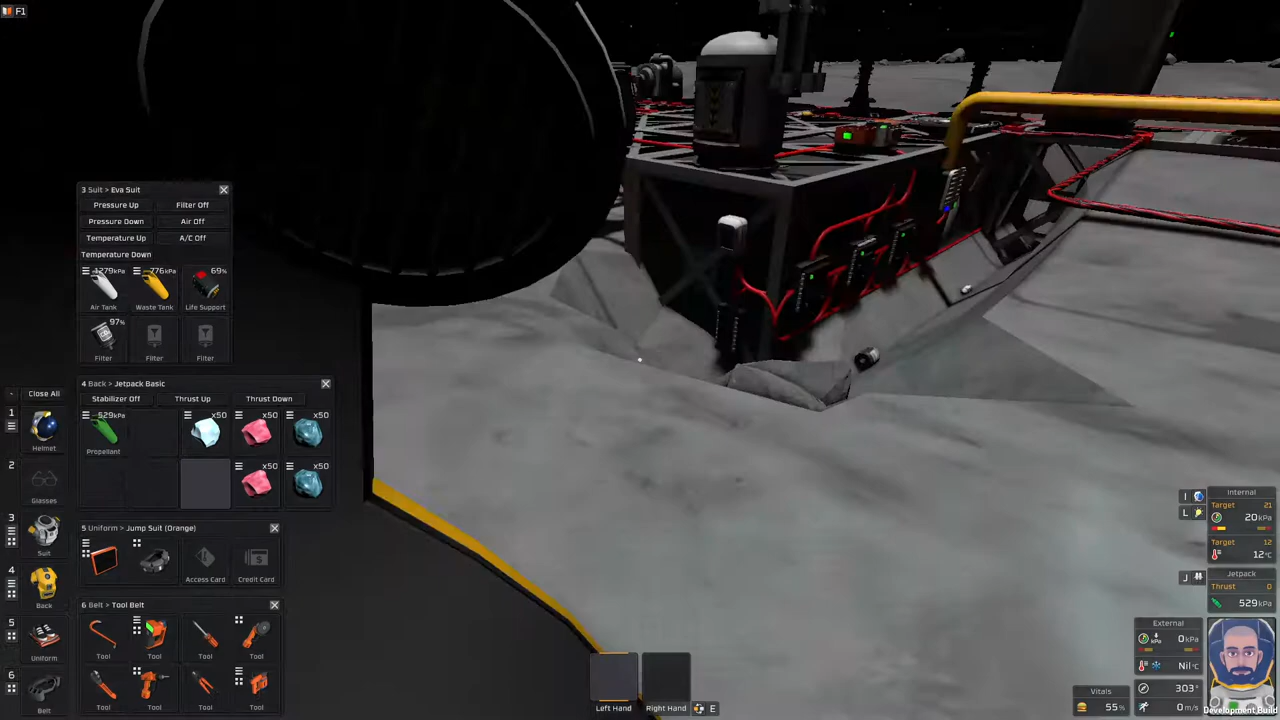 F1
3 Suit > Eva Suit
Pressure Up Filter Off
Pressure Down Air Off
Temperature Up A/C Off
Temperature Down
1279kPa 776kPa 69%
Air Tank Waste Tank Life Support
97%
Filter Filter Filter
4 Back > Jetpack Basic
Stabilizer Off Thrust Up Thrust Down
529kPa x50 x50 x50
Propellant
x50 x50
5 Uniform > Jump Suit (Orange)
Access Card Credit Card
6 Belt > Tool Belt
Tool Tool Tool Tool
Tool Tool Tool Tool
Close All
1
Helmet
2
Glasses
3
Suit
4
Back
5
Uniform
6
Belt
Left Hand Right Hand E
Internal
I Target 21
L 20kPa
Target 12
12°C
Jetpack
J Thrust 0
529kPa
External
kPa 0kPa
Nil°C
303°
0m/s
Vitals
55%
Development Build